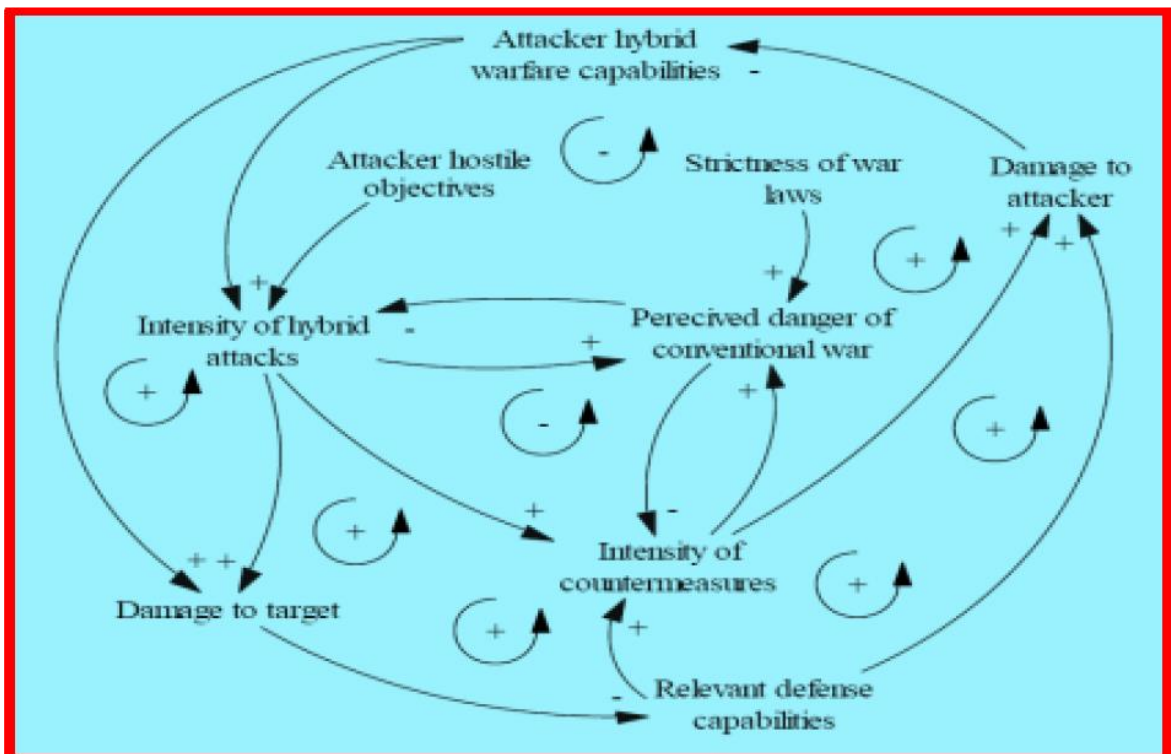 Attacker hybrid
warfare capabilities -
-
Attacker hostile
objectives
Strictness of war
laws
Damage to
attacker
+ +
+
+
+
Intensity of hybrid
attacks
-
+
Perecived danger of
conventional war
+
+
-
+
+
-
+
Intensity of
countermeasures
+ +
Damage to target
+
+
+
-
Relevant defense
capabilities